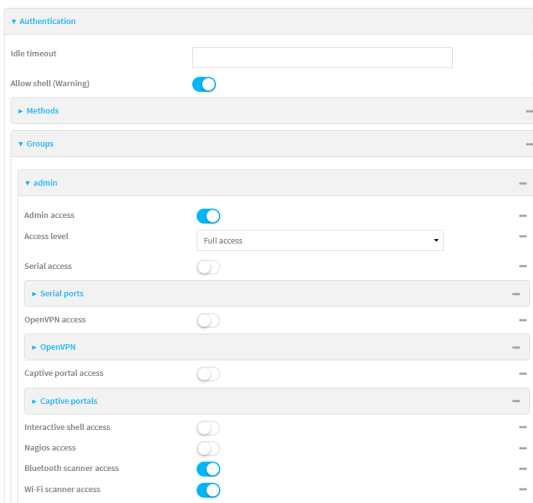 Authentication
Idle timeout
Allow shell (Warning)
Methods
Groups
admin
Admin access
Access level Full access
Serial access
Serial ports
OpenVPN access
OpenVPN
Captive portal access
Captive portals
Interactive shell access
Nagios access
Bluetooth scanner access
Wi-Fi scanner access